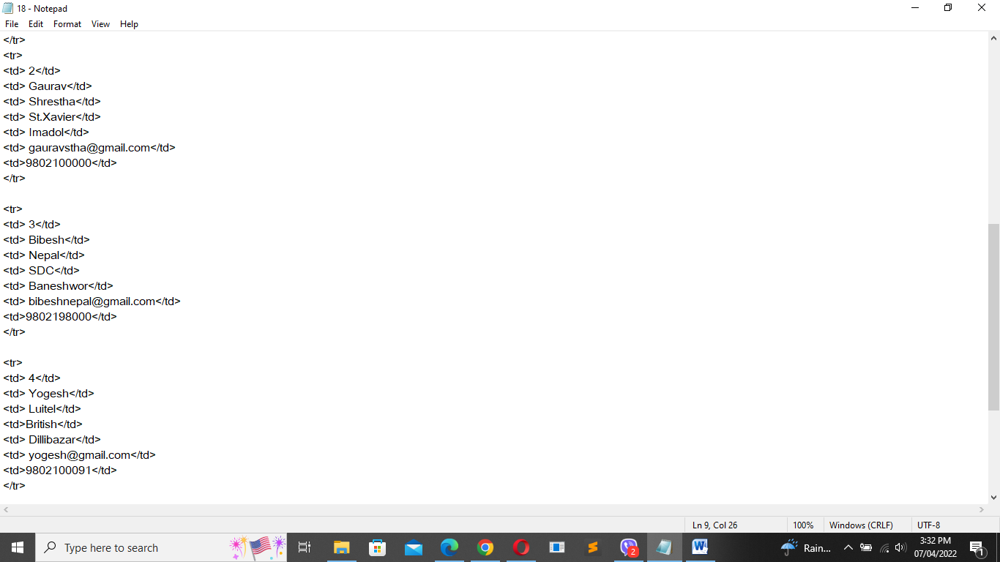 18 - Notepad
File Edit Format View Help
</tr>
<tr>
<td> 2</td>
<td> Gaurav</td>
<td> Shrestha</td>
<td> St.Xavier</td>
<td> Imadol</td>
<td> gauravstha@gmail.com</td>
<td>9802100000</td>
</tr>

<tr>
<td> 3</td>
<td> Bibesh</td>
<td> Nepal</td>
<td> SDC</td>
<td> Baneshwor</td>
<td> bibeshnepal@gmail.com</td>
<td>9802198000</td>
</tr>

<tr>
<td> 4</td>
<td> Yogesh</td>
<td> Luitel</td>
<td>British</td>
<td> Dillibazar</td>
<td> yogesh@gmail.com</td>
<td>9802100091</td>
</tr>
Ln 9, Col 26 100% Windows (CRLF) UTF-8
Type here to search
2
W
Rain...
3:32 PM
07/04/2022
1